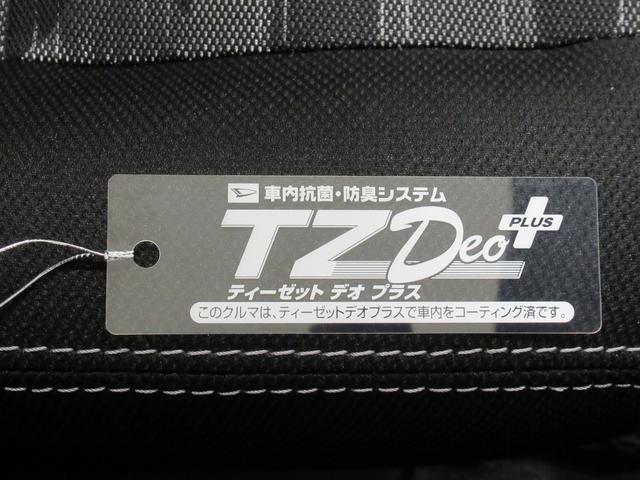 車内抗菌・防臭システム
TZDeo PLUS
ティーゼット デオ プラス
このクルマは、ティーゼットデオプラスで車内をコーティング済です。